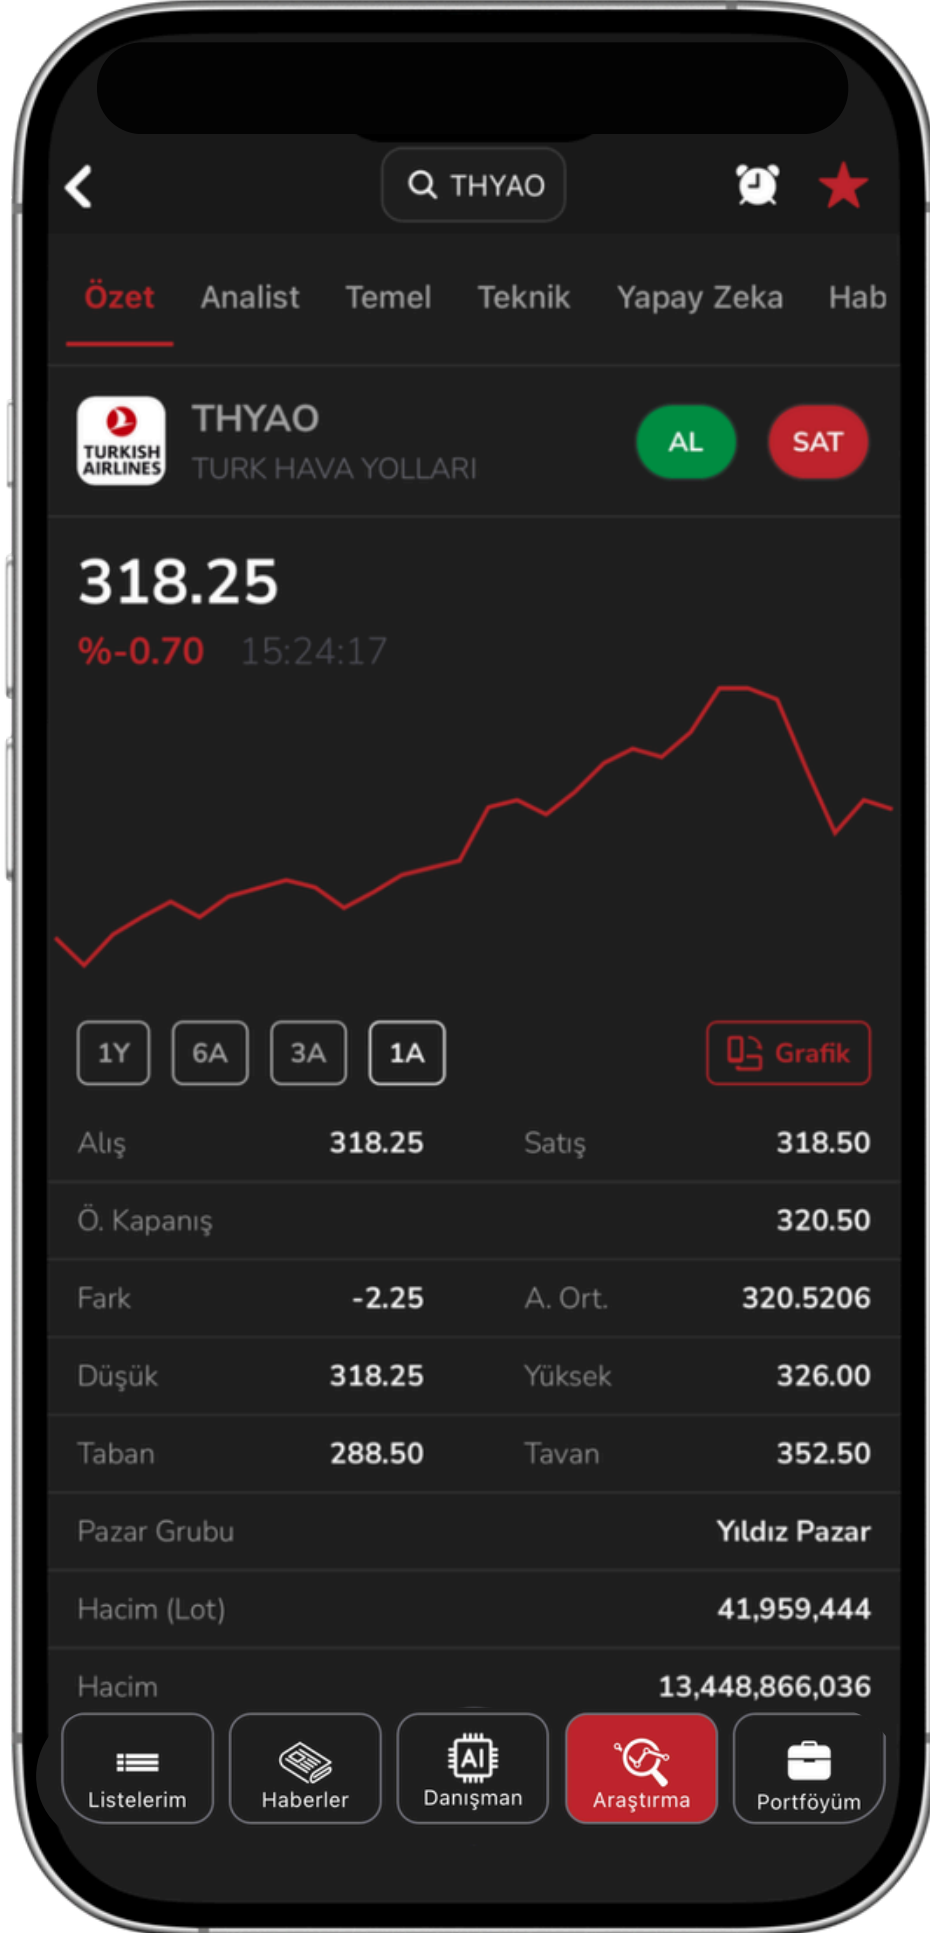 THYAO
Özet Analist Temel Teknik Yapay Zeka Hab
TURKISH
AIRLINES
THYAO
TURK HAVA YOLLARI
AL SAT
318.25
%-0.70 15:24:17
1Y 6A 3A 1A Grafik
Alış 318.25 Satış 318.50
Ö. Kapanış 320.50
Fark -2.25 A. Ort. 320.5206
Düşük 318.25 Yüksek 326.00
Taban 288.50 Tavan 352.50
Pazar Grubu Yıldız Pazar
Hacim (Lot) 41,959,444
Hacim 13,448,866,036
AI
Listelerim Haberler Danışman Araştırma Portföyüm